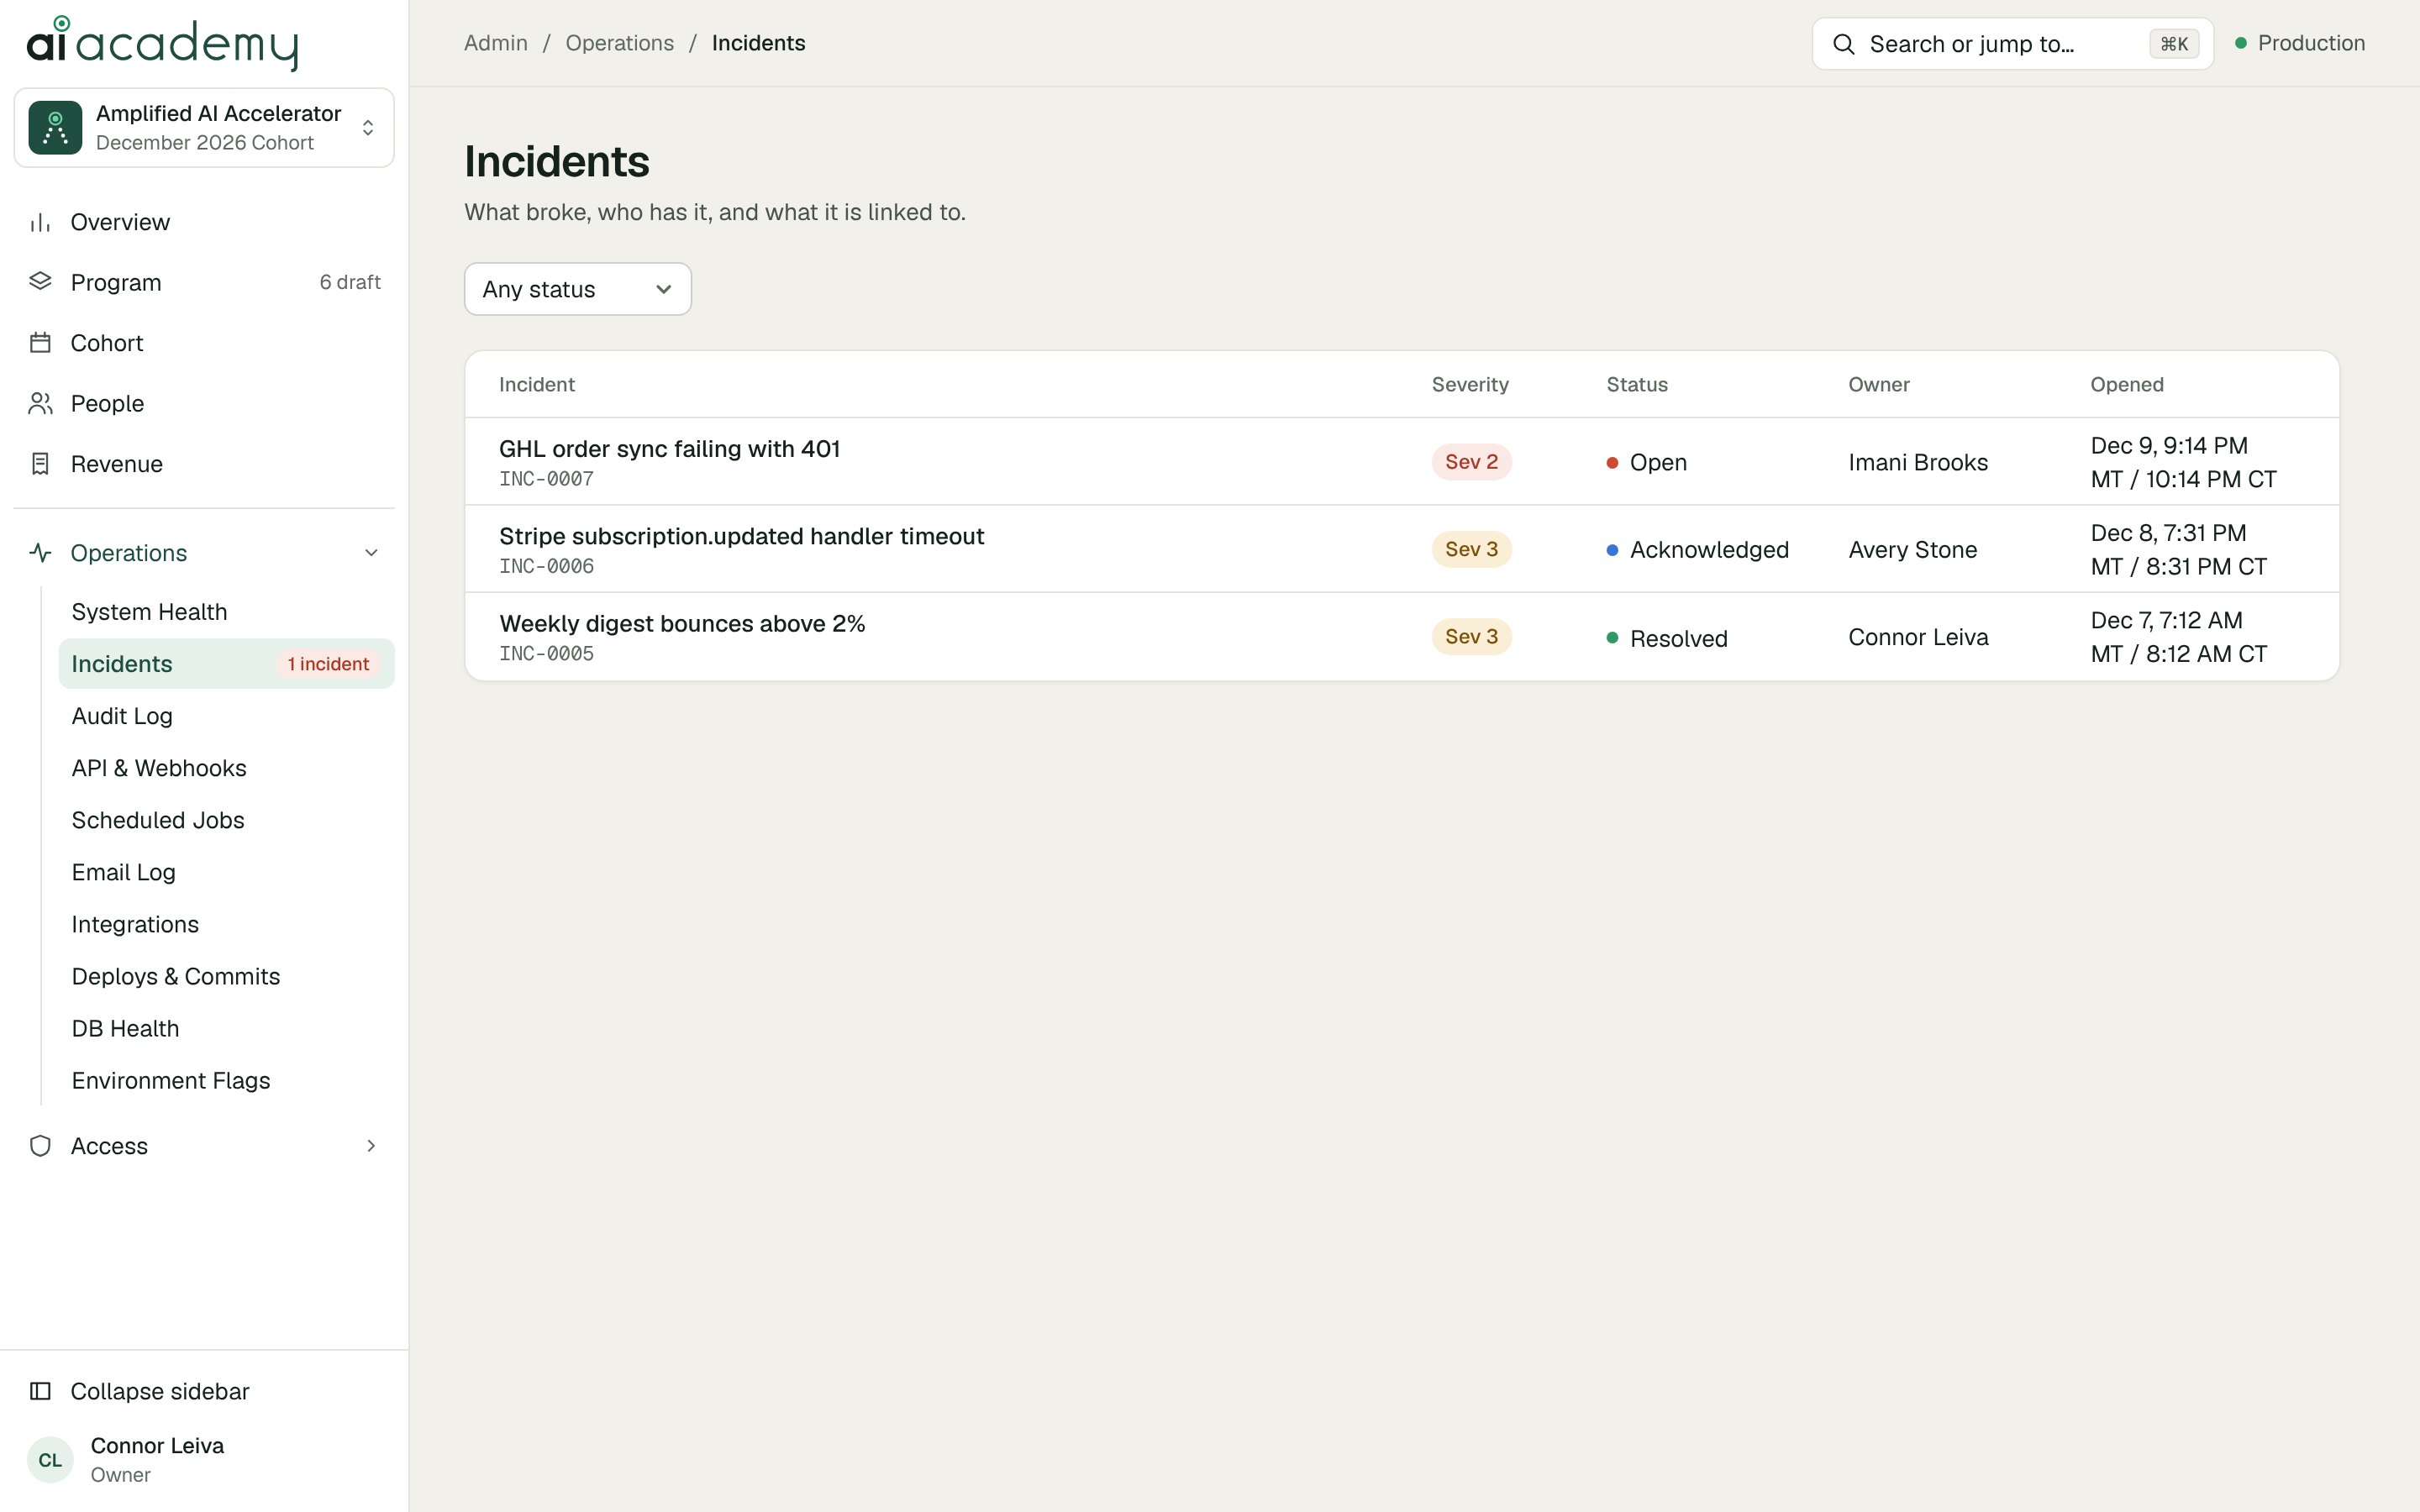 ai academy
Amplified AI Accelerator
December 2026 Cohort
Overview
Program 6 draft
Cohort
People
Revenue
Operations
System Health
Incidents 1 incident
Audit Log
API & Webhooks
Scheduled Jobs
Email Log
Integrations
Deploys & Commits
DB Health
Environment Flags
Access
Collapse sidebar
CL
Connor Leiva
Owner
Admin / Operations / Incidents
Search or jump to... ⌘K
Production
Incidents
What broke, who has it, and what it is linked to.
Any status
Incident Severity Status Owner Opened
GHL order sync failing with 401
INC-0007
Sev 2
Open
Imani Brooks
Dec 9, 9:14 PM
MT / 10:14 PM CT
Stripe subscription.updated handler timeout
INC-0006
Sev 3
Acknowledged
Avery Stone
Dec 8, 7:31 PM
MT / 8:31 PM CT
Weekly digest bounces above 2%
INC-0005
Sev 3
Resolved
Connor Leiva
Dec 7, 7:12 AM
MT / 8:12 AM CT